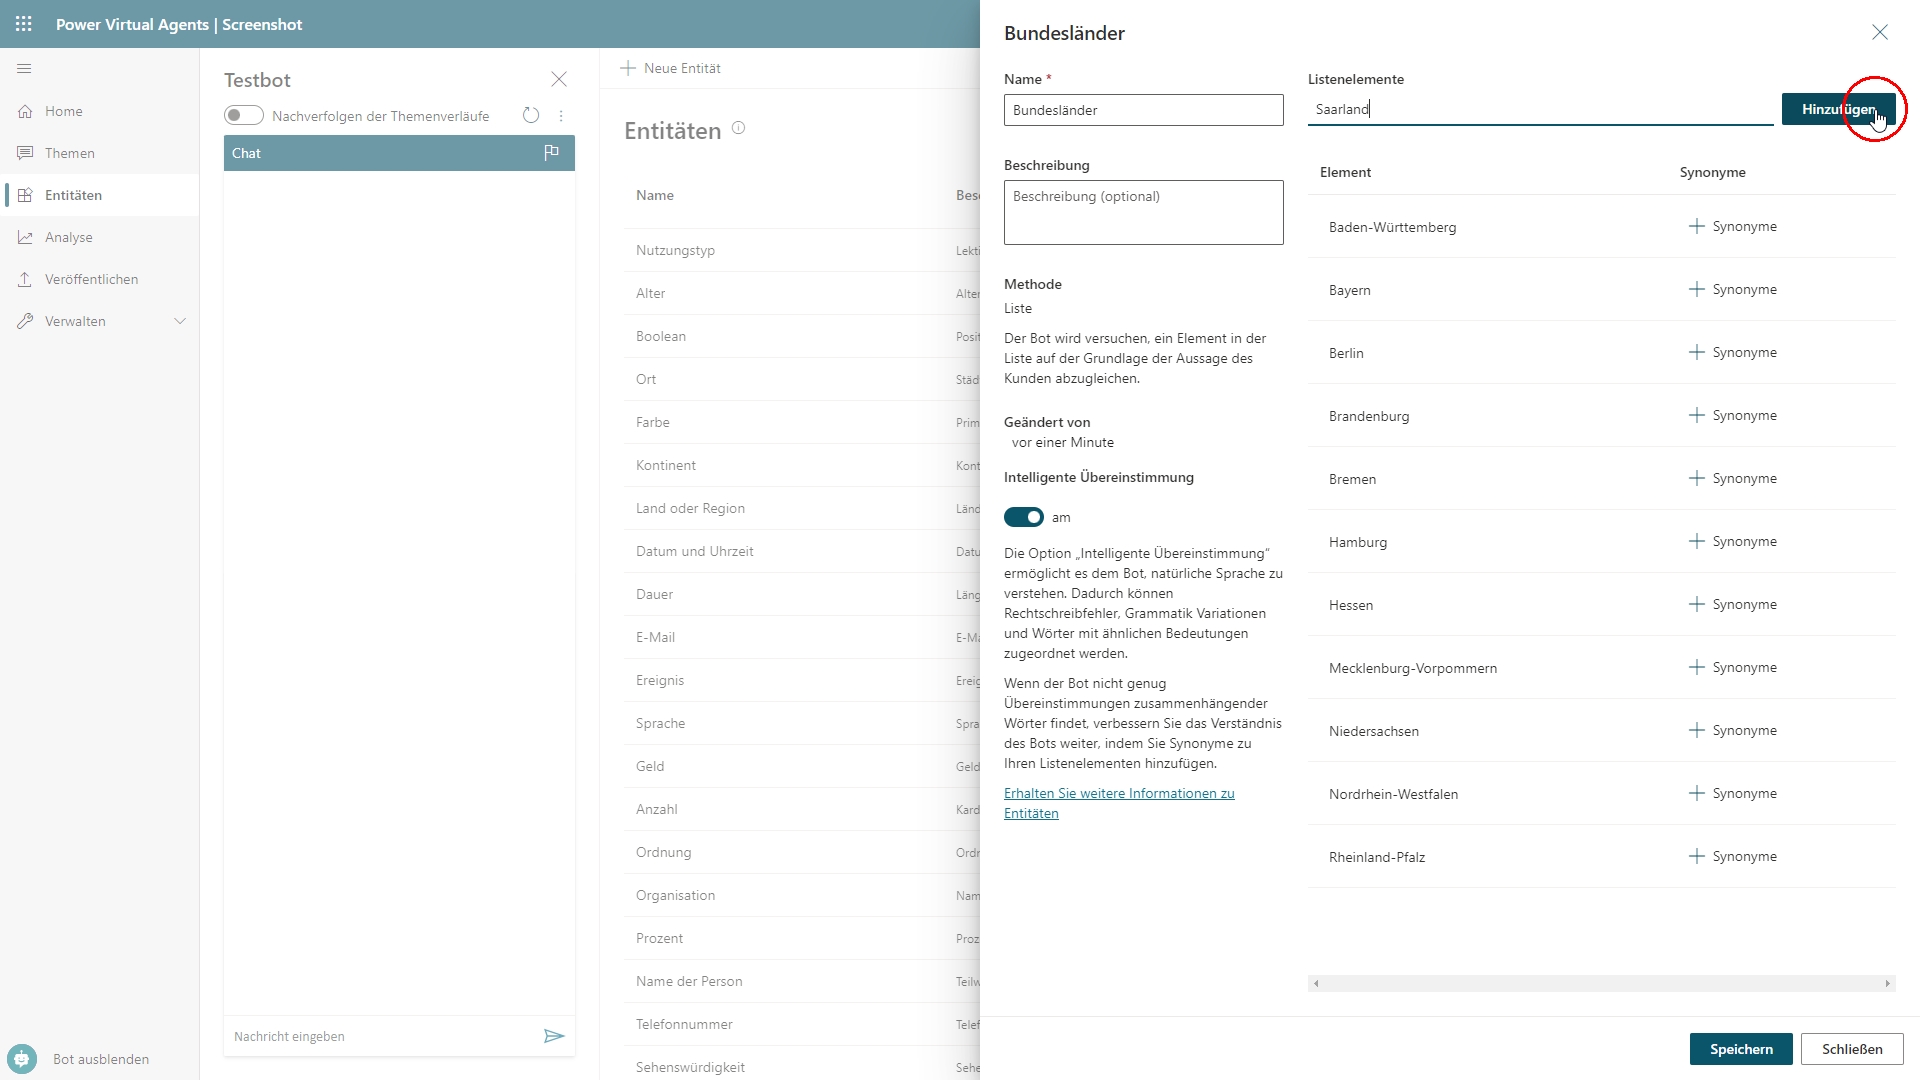 Power Virtual Agents | Screenshot
Home
Themen
Entitäten
Analyse
Veröffentlichen
Verwalten
Bot ausblenden
Testbot
Nachverfolgen der Themenverläufe
Chat
Nachricht eingeben
Neue Entität
Entitäten
Name
Bes
Nutzungstyp
Lekti
Alter
Alter
Boolean
Posit
Ort
Städ
Farbe
Prim
Kontinent
Kont
Land oder Region
Länd
Datum und Uhrzeit
Datu
Dauer
Läng
E-Mail
E-Ma
Ereignis
Ereig
Sprache
Spra
Geld
Geld
Anzahl
Kard
Ordnung
Ordn
Organisation
Nam
Prozent
Proz
Name der Person
Teilw
Telefonnummer
Telef
Sehenswürdigkeit
Sehe
Bundesländer
Name *
Bundesländer
Beschreibung
Beschreibung (optional)
Methode
Liste
Der Bot wird versuchen, ein Element in der
Liste auf der Grundlage der Aussage des
Kunden abzugleichen.
Geändert von
vor einer Minute
Intelligente Übereinstimmung
am
Die Option „Intelligente Übereinstimmung“
ermöglicht es dem Bot, natürliche Sprache zu
verstehen. Dadurch können
Rechtschreibfehler, Grammatik Variationen
und Wörter mit ähnlichen Bedeutungen
zugeordnet werden.
Wenn der Bot nicht genug
Übereinstimmungen zusammenhängender
Wörter findet, verbessern Sie das Verständnis
des Bots weiter, indem Sie Synonyme zu
Ihren Listenelementen hinzufügen.
Erhalten Sie weitere Informationen zu
Entitäten
Listenelemente
Saarland
Hinzufügen
Element
Synonyme
Baden-Württemberg
Synonyme
Bayern
Synonyme
Berlin
Synonyme
Brandenburg
Synonyme
Bremen
Synonyme
Hamburg
Synonyme
Hessen
Synonyme
Mecklenburg-Vorpommern
Synonyme
Niedersachsen
Synonyme
Nordrhein-Westfalen
Synonyme
Rheinland-Pfalz
Synonyme
Speichern
Schließen